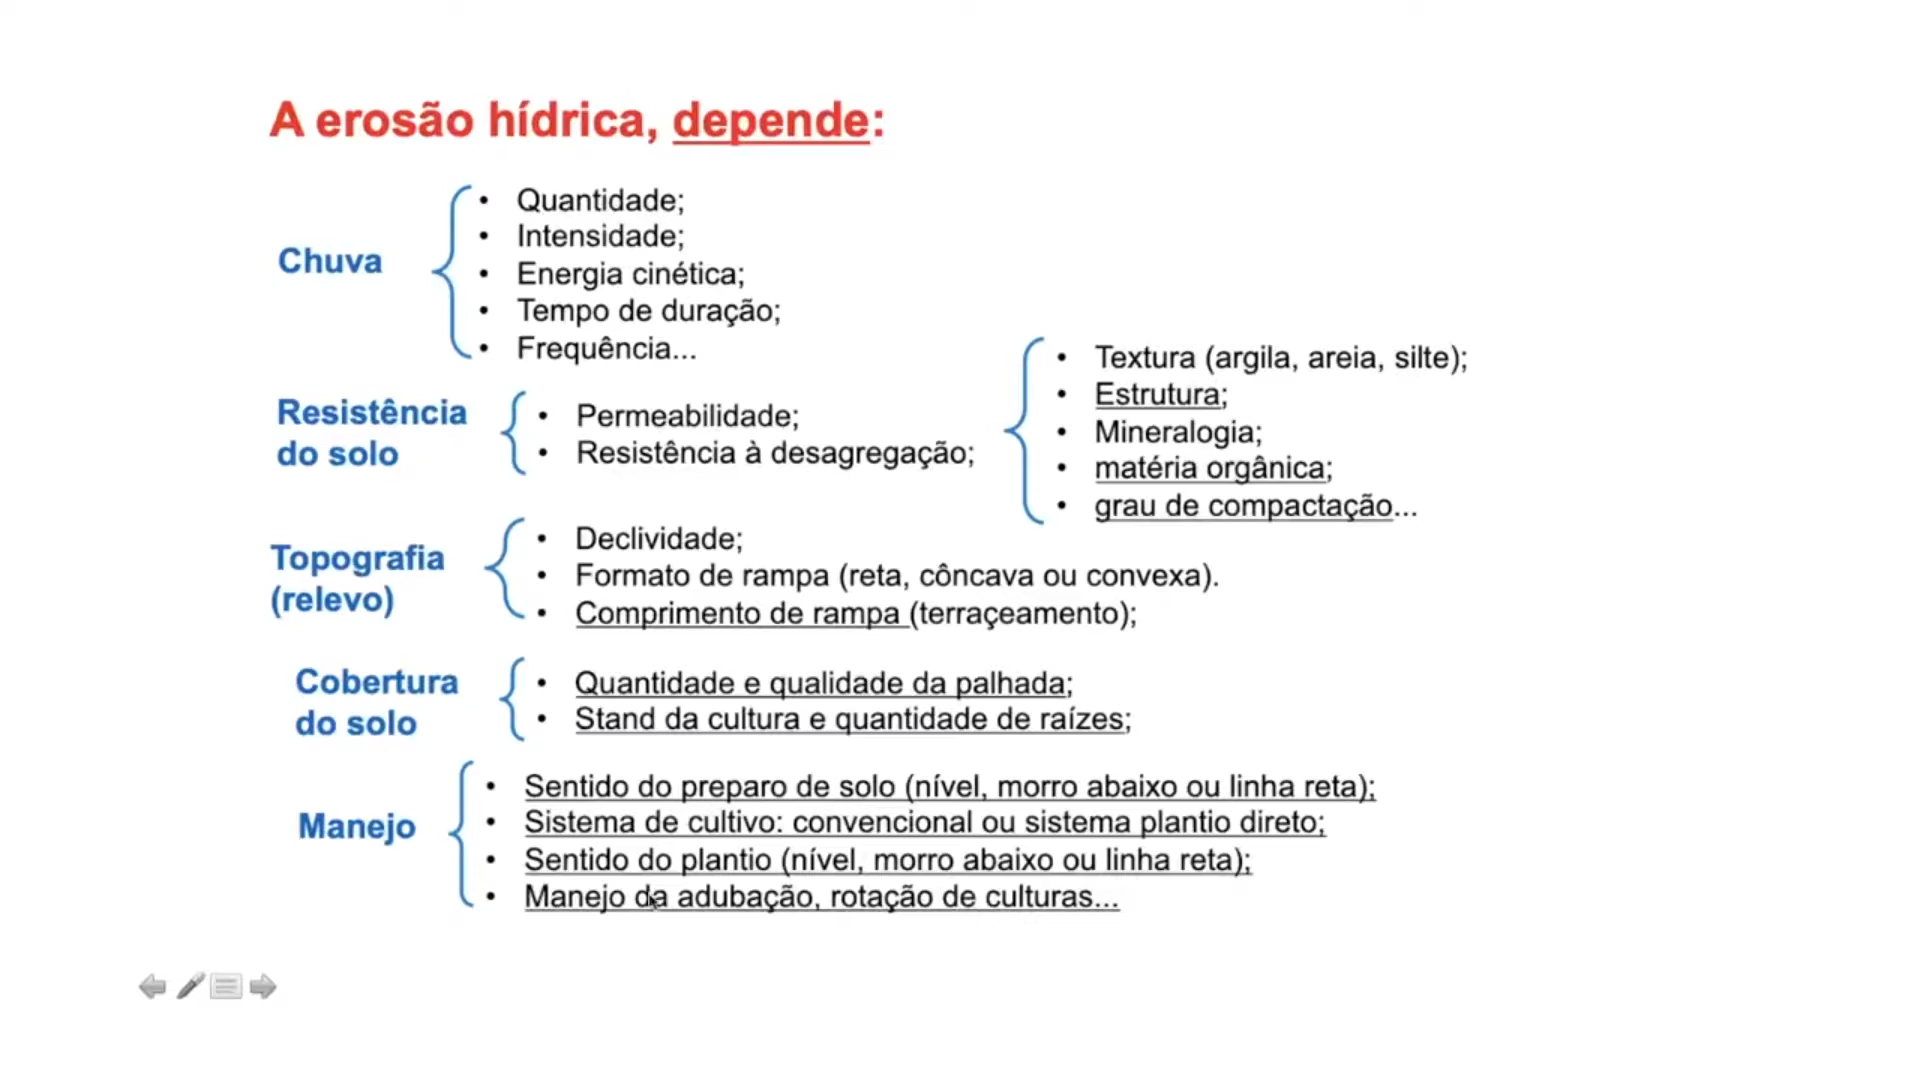 A erosão hídrica, depende:
Chuva
• Quantidade;
• Intensidade;
• Energia cinética;
• Tempo de duração;
• Frequência...
Resistência
do solo
• Permeabilidade;
• Resistência à desagregação;
• Textura (argila, areia, silte);
• Estrutura;
• Mineralogia;
• matéria orgânica;
• grau de compactação...
Topografia
(relevo)
• Declividade;
• Formato de rampa (reta, côncava ou convexa).
• Comprimento de rampa (terraçeamento);
Cobertura
do solo
• Quantidade e qualidade da palhada;
• Stand da cultura e quantidade de raízes;
Manejo
• Sentido do preparo de solo (nível, morro abaixo ou linha reta);
• Sistema de cultivo: convencional ou sistema plantio direto;
• Sentido do plantio (nível, morro abaixo ou linha reta);
• Manejo da adubação, rotação de culturas...